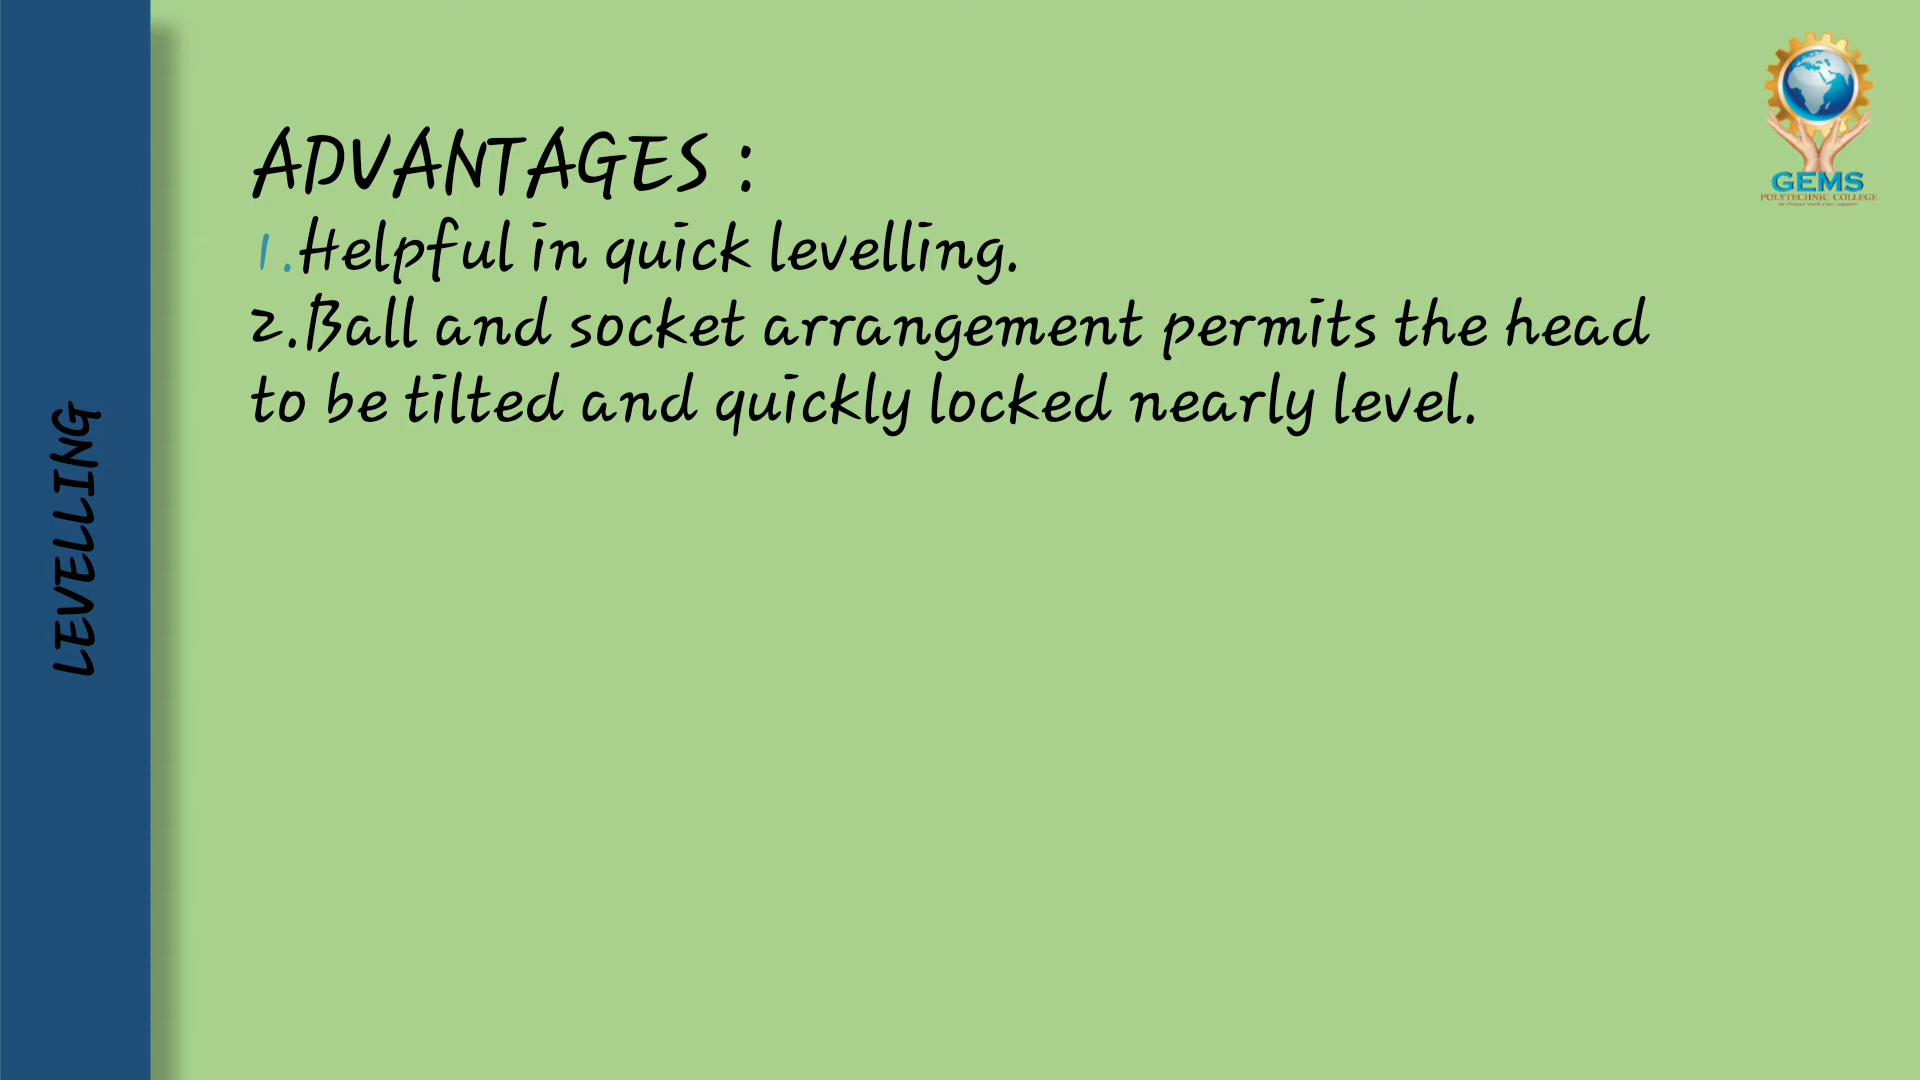 LEVELLING
ADVANTAGES :
1.Helpful in quick levelling.
2.Ball and socket arrangement permits the head
to be tilted and quickly locked nearly level.
GEMS
POLYTECHNIC COLLEGE